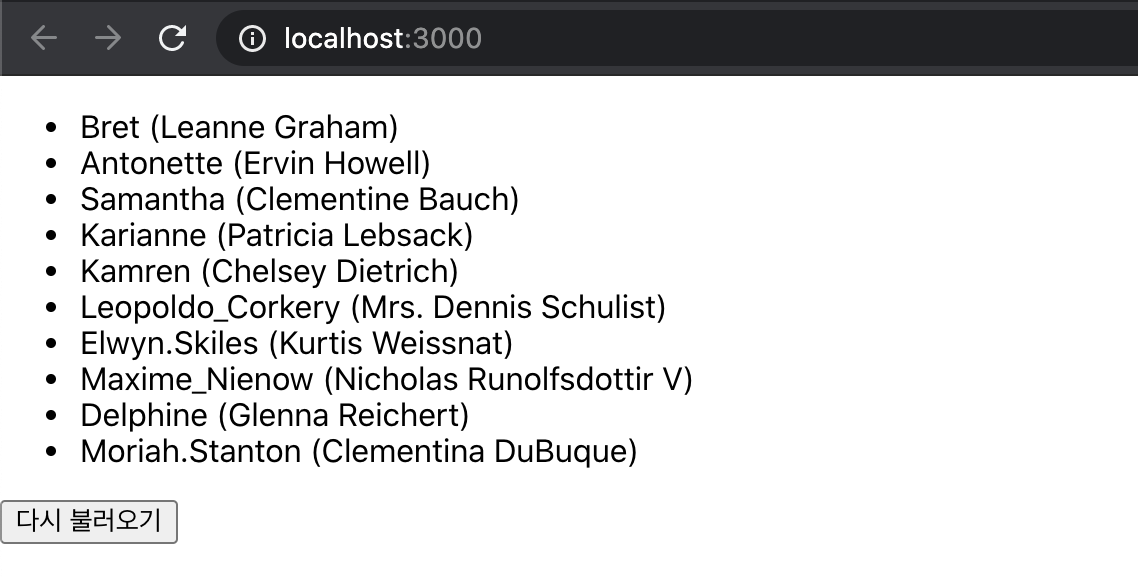 localhost:3000
Bret (Leanne Graham)
Antonette (Ervin Howell)
Samantha (Clementine Bauch)
Karianne (Patricia Lebsack)
Kamren (Chelsey Dietrich)
Leopoldo_Corkery (Mrs. Dennis Schulist)
Elwyn.Skiles (Kurtis Weissnat)
Maxime_Nienow (Nicholas Runolfsdottir V)
Delphine (Glenna Reichert)
Moriah.Stanton (Clementina DuBuque)
다시 불러오기